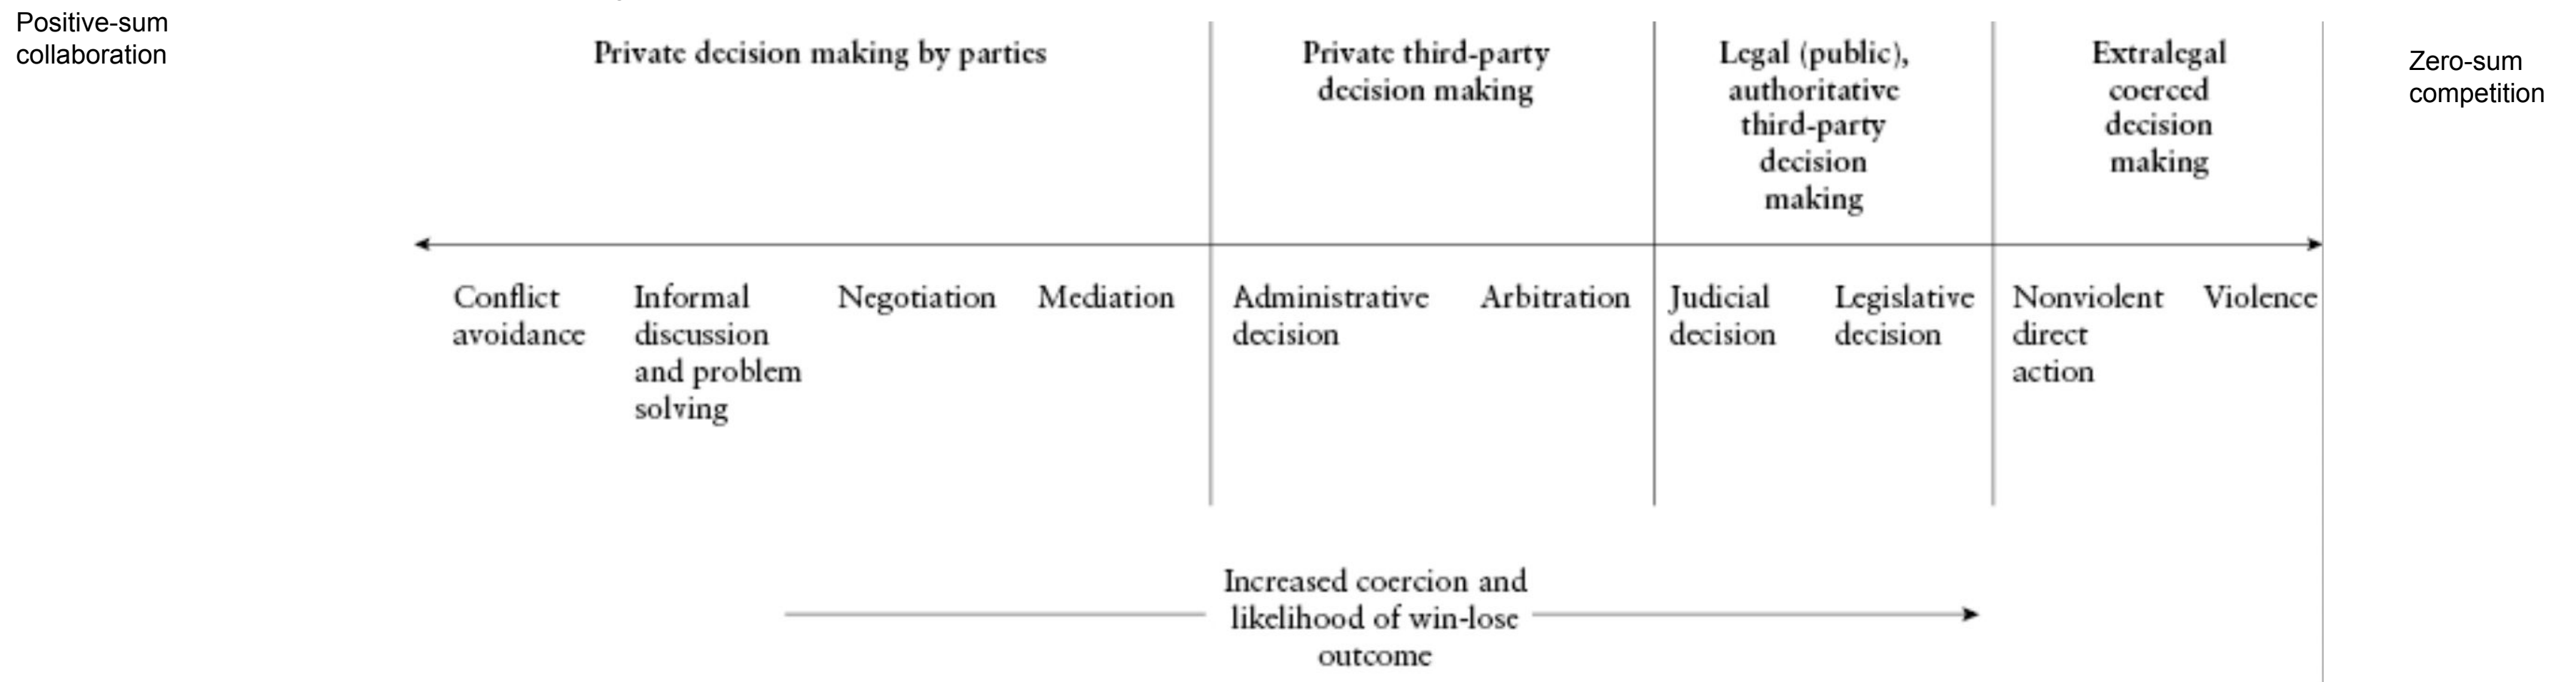 Positive-sum
collaboration
Private decision making by parties
Private third-party
decision making
Legal (public),
authoritative
third-party
decision
making
Extralegal
coerced
decision
making
Zero-sum
competition
Conflict
avoidance
Informal
discussion
and problem
solving
Negotiation
Mediation
Administrative
decision
Arbitration
Judicial
decision
Legislative
decision
Nonviolent
direct
action
Violence
Increased coercion and
likelihood of win-lose
outcome